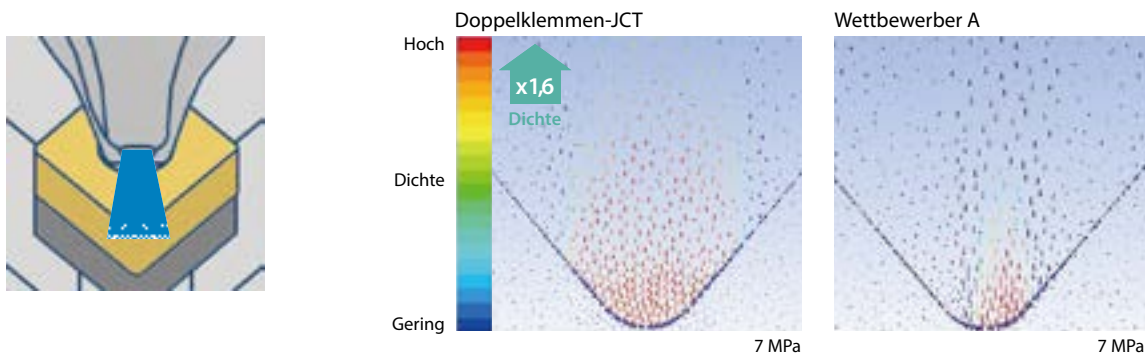 Doppelklemmen-JCT
Wettbewerber A
Hoch
x1,6
Dichte
Dichte
Gering
7 MPa
7 MPa